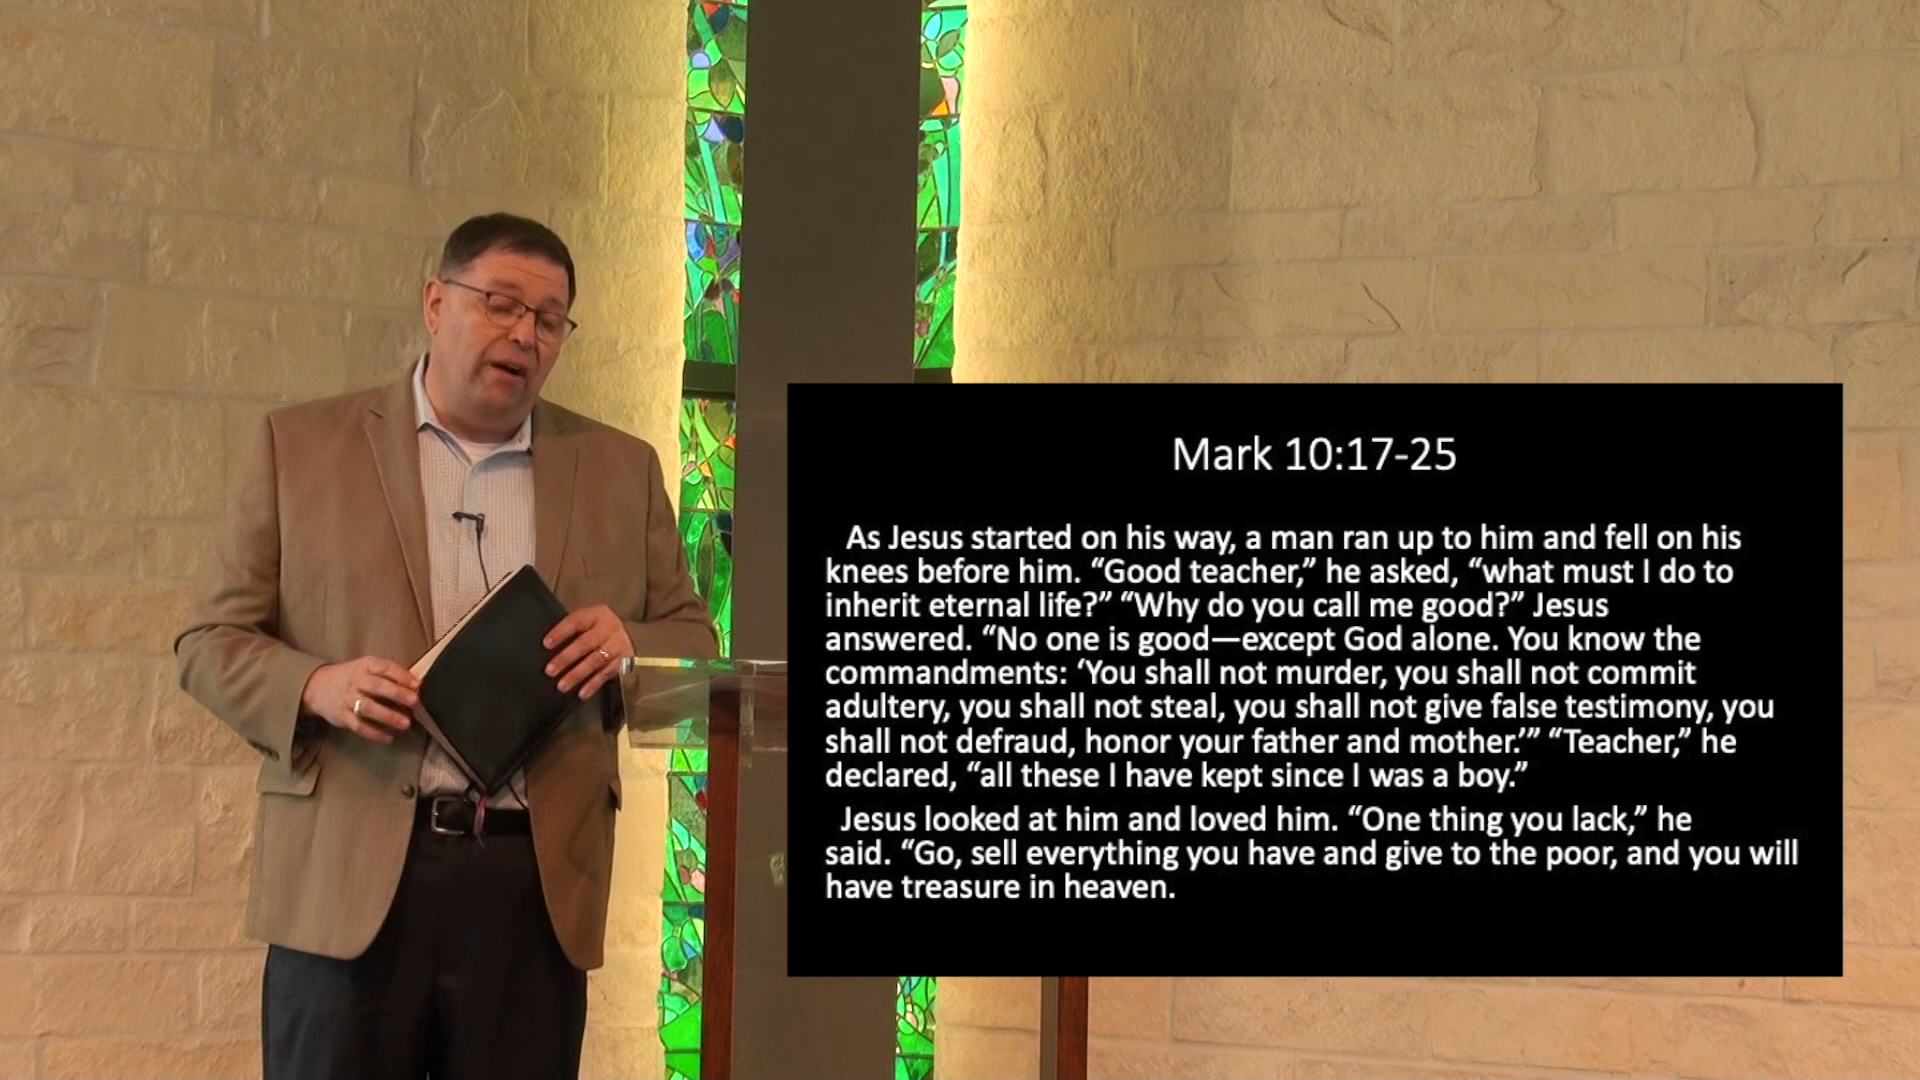 Mark 10:17-25
As Jesus started on his way, a man ran up to him and fell on his
knees before him. “Good teacher,” he asked, “what must I do to
inherit eternal life?” “Why do you call me good?” Jesus
answered. “No one is good—except God alone. You know the
commandments: ‘You shall not murder, you shall not commit
adultery, you shall not steal, you shall not give false testimony, you
shall not defraud, honor your father and mother.’” “Teacher,” he
declared, “all these I have kept since I was a boy.”
Jesus looked at him and loved him. “One thing you lack,” he
said. “Go, sell everything you have and give to the poor, and you will
have treasure in heaven.